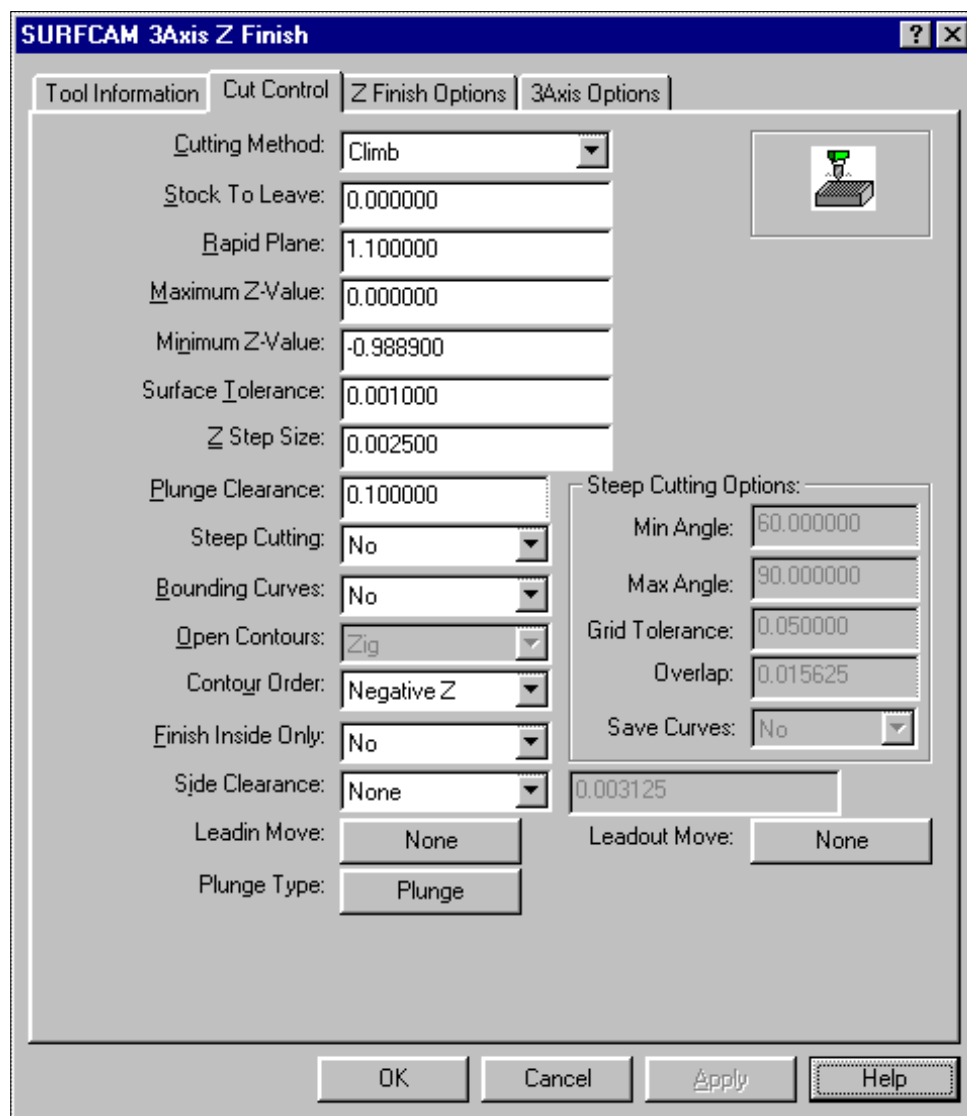 SURFCAM 3Axis Z Finish ? X
Tool Information Cut Control Z Finish Options 3Axis Options
Cutting Method: Climb
Stock To Leave: 0.000000
Rapid Plane: 1.100000
Maximum Z-Value: 0.000000
Minimum Z-Value: -0.988900
Surface Tolerance: 0.001000
Z Step Size: 0.002500
Plunge Clearance: 0.100000 Steep Cutting Options:
Min Angle: 60.000000
Steep Cutting: No
Max Angle: 90.000000
Bounding Curves: No
Open Contours: Zig Grid Tolerance: 0.050000
Contour Order: Negative Z Overlap: 0.015625
Finish Inside Only: No Save Curves: No
Side Clearance: None 0.003125
Leadin Move: None Leadout Move: None
Plunge Type: Plunge
OK Cancel Apply Help